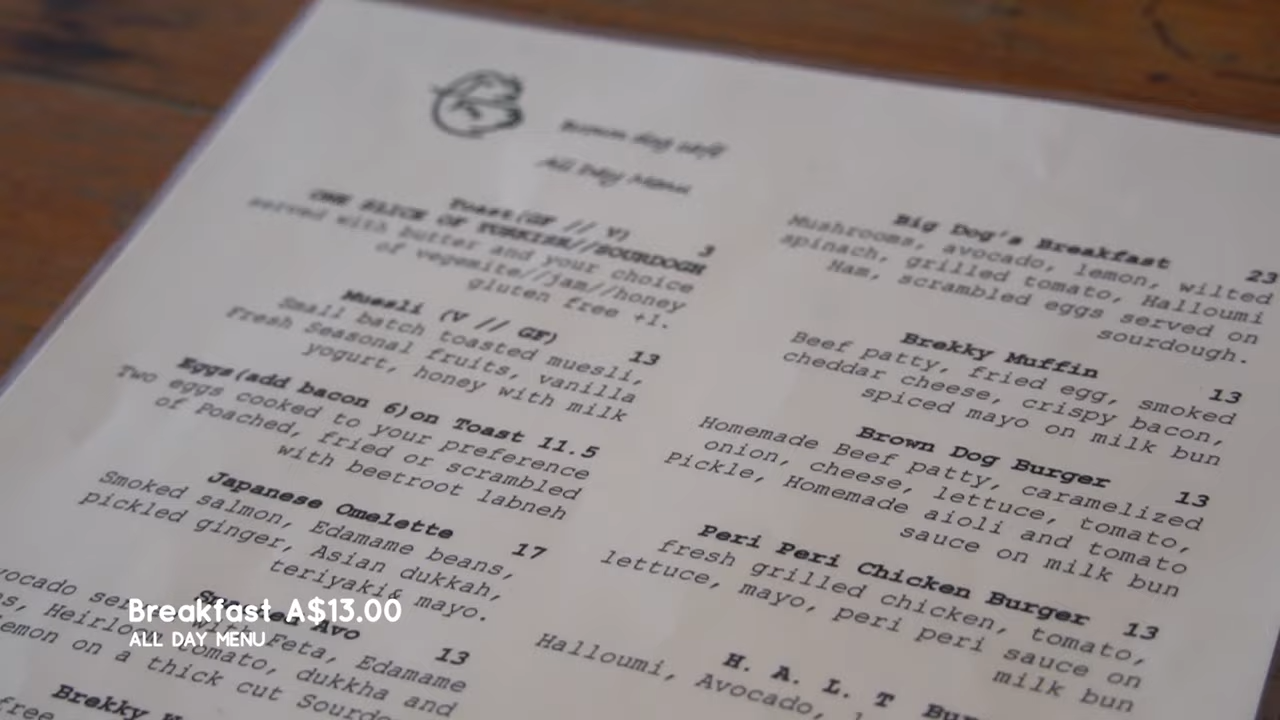 Brown dog café
All Day Menu
Toast(GF // V) 3
ONE SLICE OF TURKISH//SOURDOGH
served with butter and your choice
of vegemite//jam//honey
gluten free +1.
Muesli (V // GF) 13
Small batch toasted muesli,
Fresh Seasonal fruits, vanilla
yogurt, honey with milk
Eggs(add bacon 6)on Toast 11.5
Two eggs cooked to your preference
of Poached, fried or scrambled
with beetroot labneh
Japanese Omelette 17
Smoked salmon, Edamame beans,
pickled ginger, Asian dukkah,
teriyaki& mayo.
Avo 13
served with Feta, Edamame
Heirloom tomato, dukkha and
on a thick cut
Brekky
free
Big Dog's Breakfast 23
Mushrooms, avocado, lemon, wilted
spinach, grilled tomato, Halloumi
Ham, scrambled eggs served on
sourdough.
Brekky Muffin 13
Beef patty, fried egg, smoked
cheddar cheese, crispy bacon,
spiced mayo on milk bun
Brown Dog Burger 13
Homemade Beef patty, caramelized
onion, cheese, lettuce, tomato,
Pickle, Homemade aioli and tomato
sauce on milk bun
Peri Peri Chicken Burger 13
fresh grilled chicken, tomato,
lettuce, mayo, peri peri sauce on
milk bun
H. A. L. T
Halloumi, Avocado,
Breakfast A$13.00
ALL DAY MENU